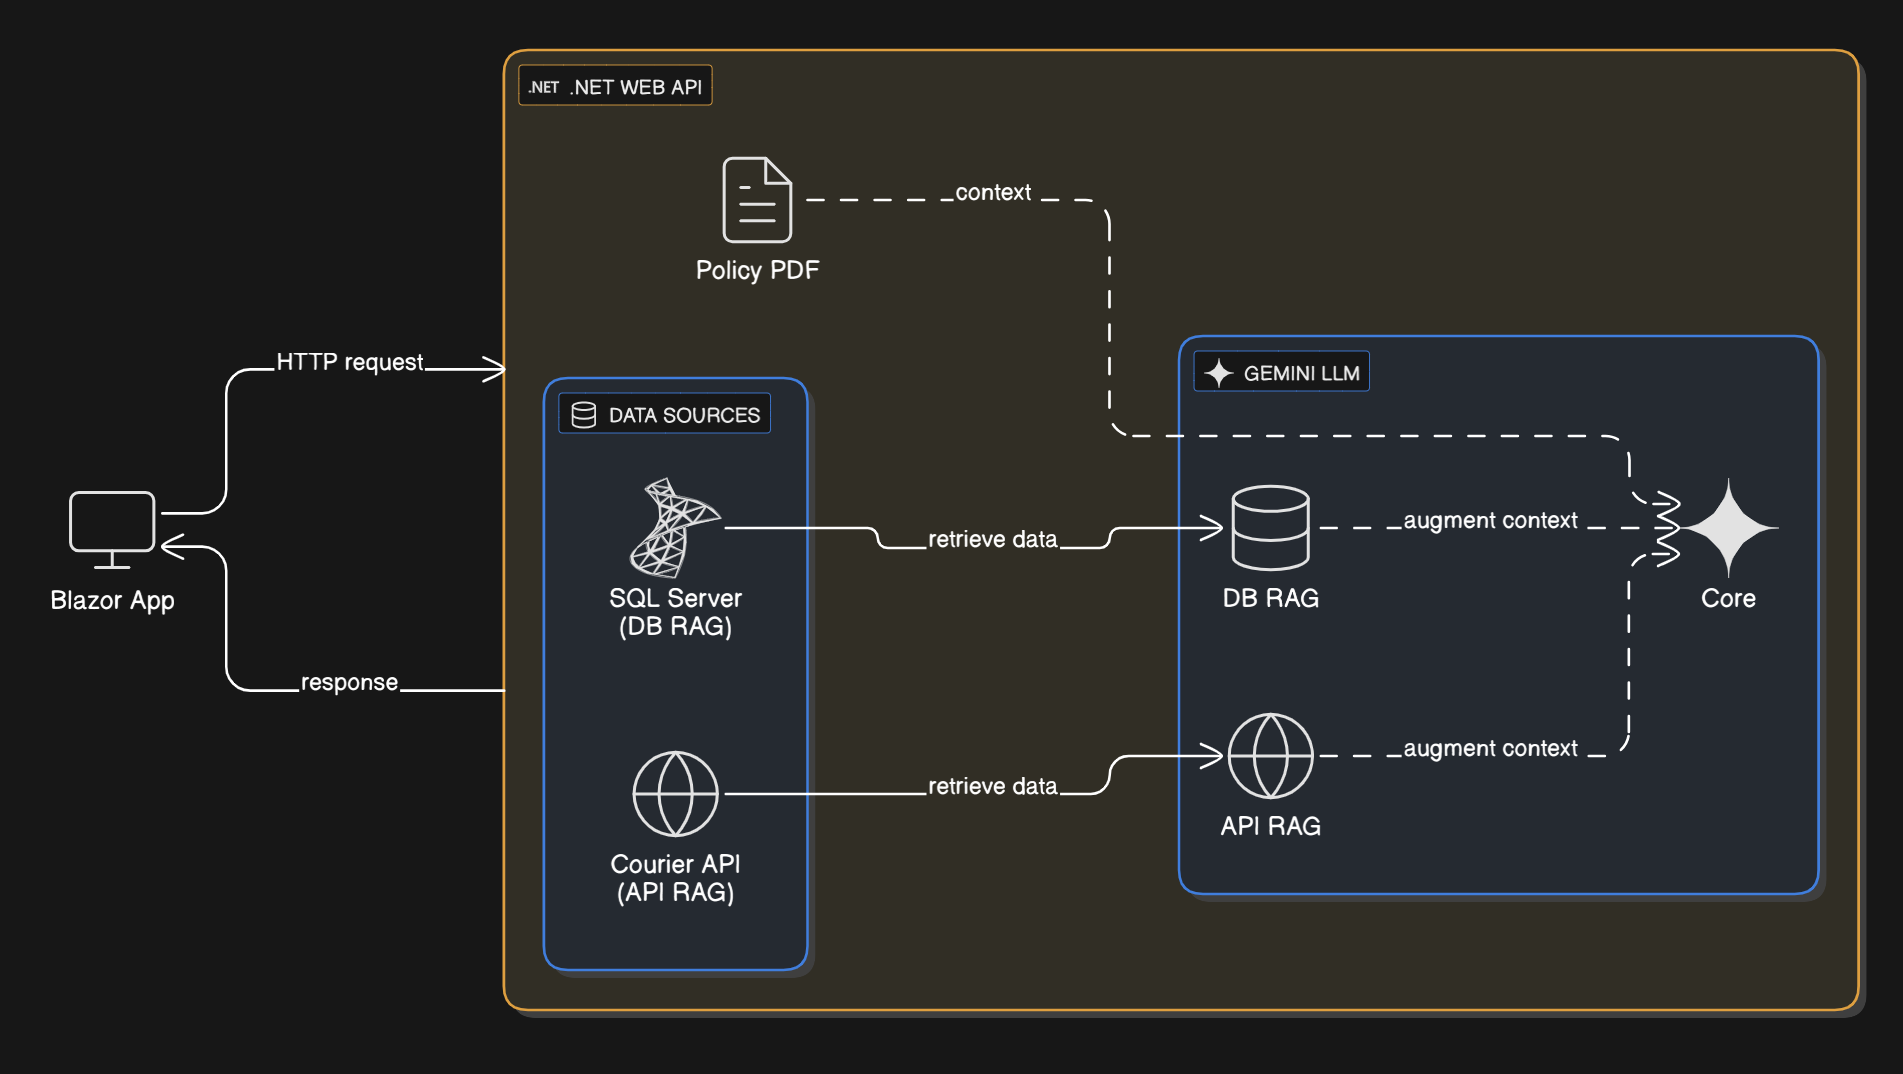 .NET .NET WEB API
context
Policy PDF
HTTP request
GEMINI LLM
DATA SOURCES
augment context
retrieve data
Blazor App
SQL Server
(DB RAG)
DB RAG
Core
response
augment context
retrieve data
API RAG
Courier API
(API RAG)